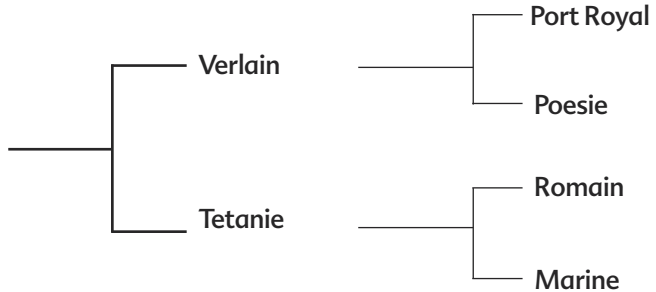 Port Royal
Verlain
Poesie
Romain
Tetanie
Marine